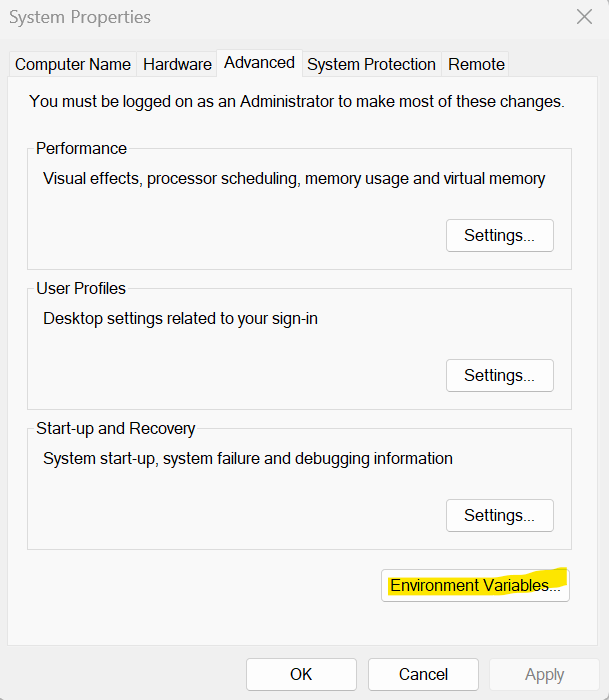 System Properties
Computer Name Hardware Advanced System Protection Remote
You must be logged on as an Administrator to make most of these changes.
Performance
Visual effects, processor scheduling, memory usage and virtual memory
Settings...
User Profiles
Desktop settings related to your sign-in
Settings...
Start-up and Recovery
System start-up, system failure and debugging information
Settings...
Environment Variables...
OK Cancel Apply